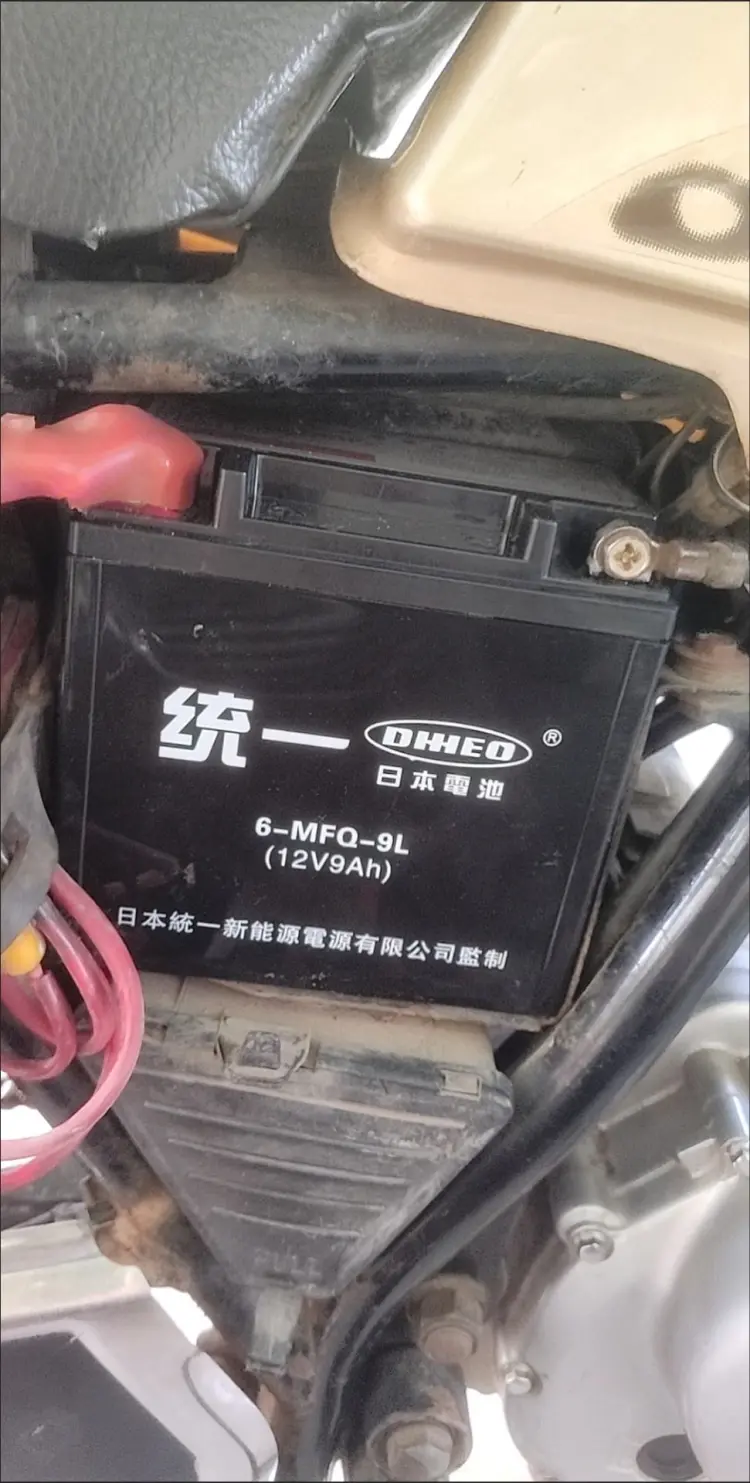 统一 DHHEO ®
日本電池
6-MFQ-9L
(12V9Ah)
日本統一新能源電源有限公司監制
PULL